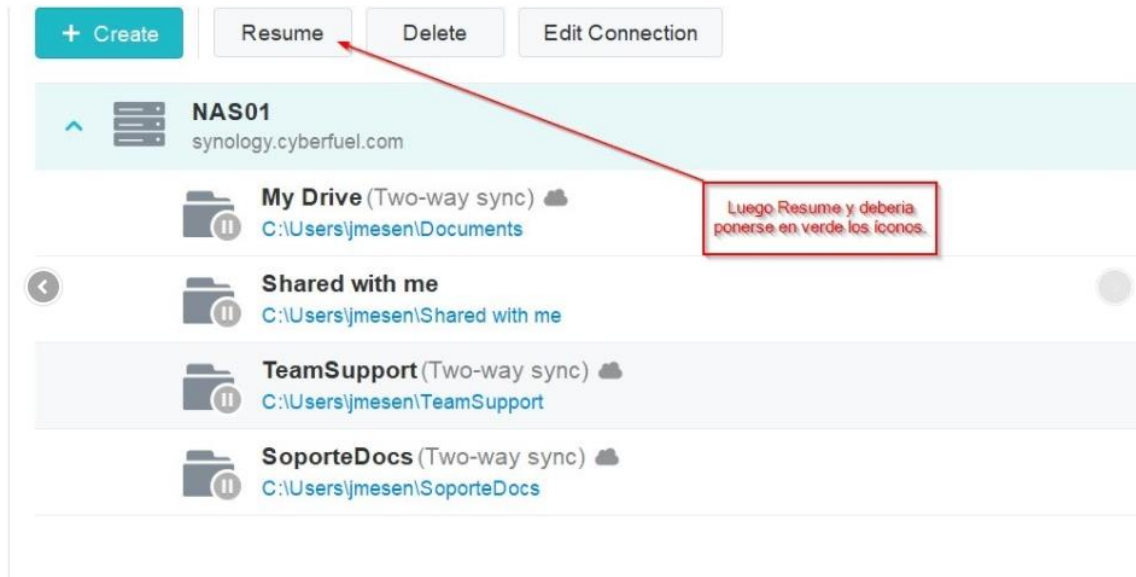 + Create
Resume
Delete
Edit Connection
NAS01
synology.cyberfuel.com
My Drive (Two-way sync)
C:\Users\jmesen\Documents
Luego Resume y deberia
ponerse en verde los íconos.
Shared with me
C:\Users\jmesen\Shared with me
TeamSupport (Two-way sync)
C:\Users\jmesen\TeamSupport
SoporteDocs (Two-way sync)
C:\Users\jmesen\SoporteDocs